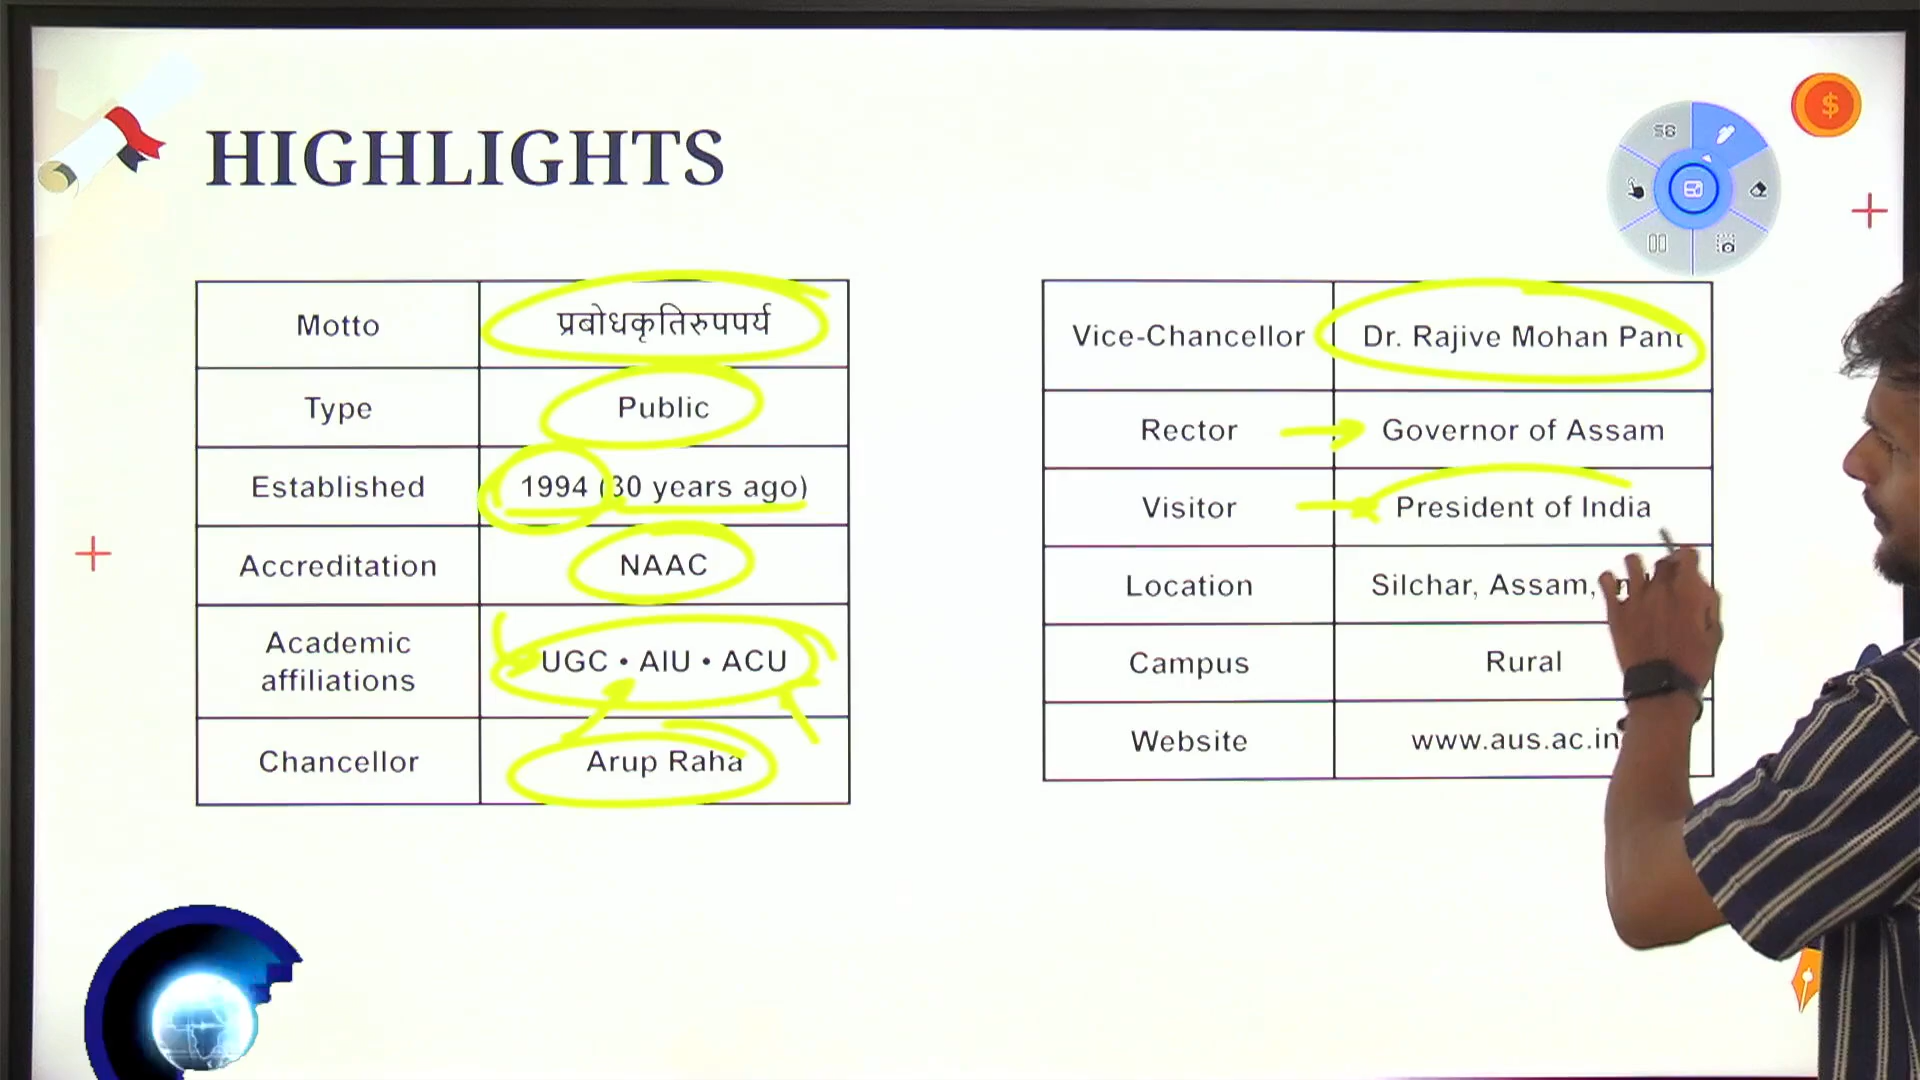 HIGHLIGHTS
Motto प्रबोधकृतिरुपपर्य
Type Public
Established 1994 (30 years ago)
Accreditation NAAC
Academic
affiliations
UGC • AIU • ACU
Chancellor Arup Raha
Vice-Chancellor Dr. Rajive Mohan Pant
Rector Governor of Assam
Visitor President of India
Location Silchar, Assam,
Campus Rural
Website www.aus.ac.in